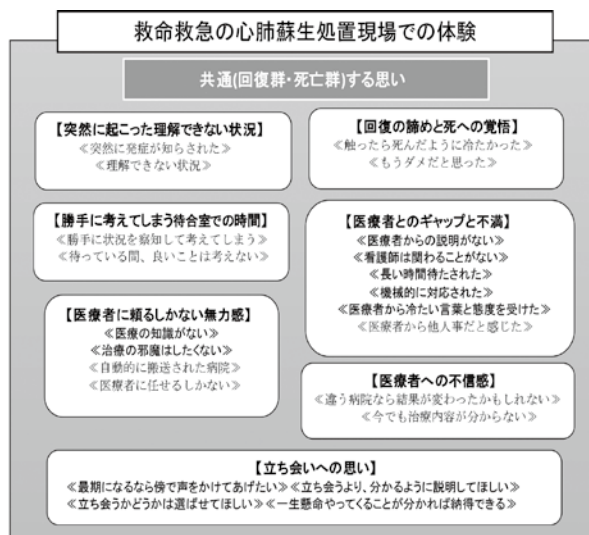 救命救急の心肺蘇生処置現場での体験
共通(回復群・死亡群)する思い
【突然に起こった理解できない状況】
≪突然に発症が知らされた≫
≪理解できない状況≫
【回復の諦めと死への覚悟】
≪触ったら死んだように冷たかった≫
≪もうダメだと思った≫
【勝手に考えてしまう待合室での時間】
≪勝手に状況を察知して考えてしまう≫
≪待っている間、良いことは考えない≫
【医療者とのギャップと不満】
≪医療者からの説明がない≫
≪看護師は関わることがない≫
≪長い時間待たされた≫
≪機械的に対応された≫
≪医療者から冷たい言葉と態度を受けた≫
≪医療者から他人事だと感じた≫
【医療者に頼るしかない無力感】
≪医療の知識がない≫
≪治療の邪魔はしたくない≫
≪自動的に搬送された病院≫
≪医療者に任せるしかない≫
【医療者への不信感】
≪違う病院なら結果が変わったかもしれない≫
≪今でも治療内容が分からない≫
【立ち会いへの思い】
≪最期になるなら傍で声をかけてあげたい≫≪立ち会うより、分かるように説明してほしい≫
≪立ち会うかどうかは選ばせてほしい≫≪一生懸命やってくることが分かれば納得できる≫